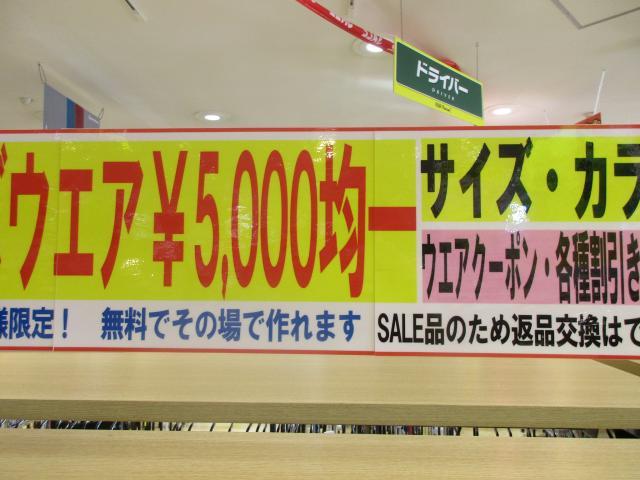 ドライバー
DRIVER
ズウエア¥5,000均一
サイズ・カラ
ウエアクーポン・各種割引き
様限定! 無料でその場で作れます
SALE品のため返品交換はで